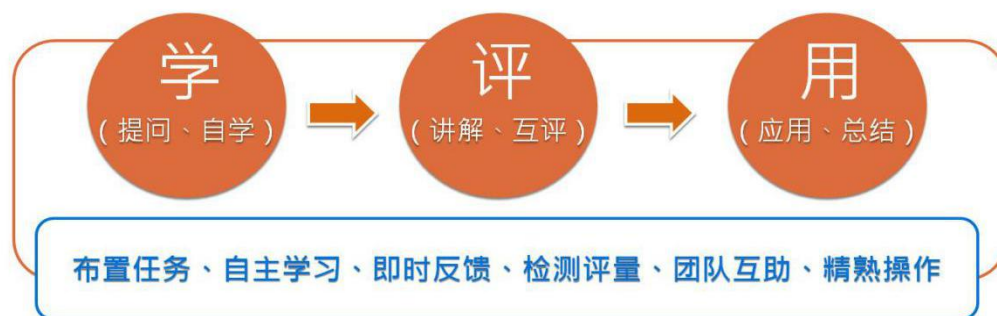 学
（提问、自学）
评
（讲解、互评）
用
（应用、总结）
布置任务、自主学习、即时反馈、检测评量、团队互助、精熟操作